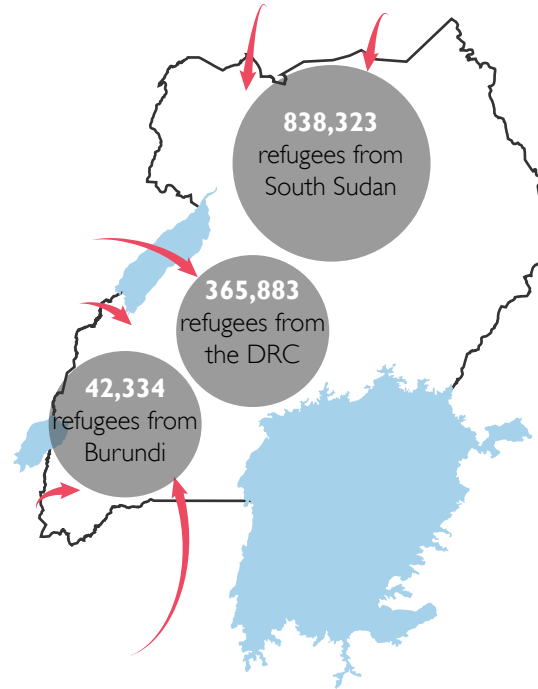 838,323
refugees from
South Sudan
365,883
refugees from
the DRC
42,334
refugees from
Burundi